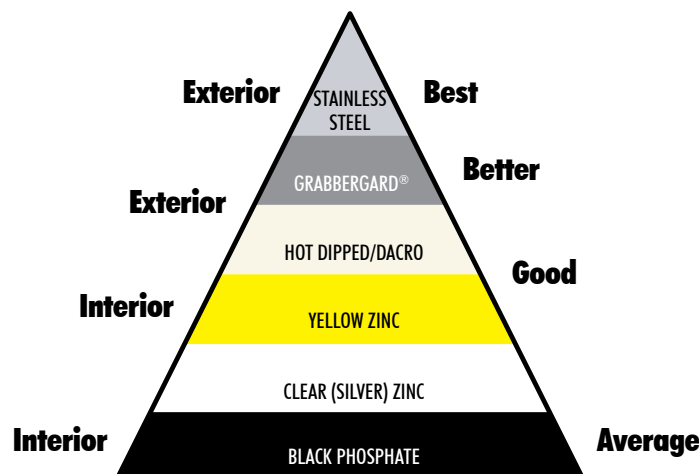 Exterior
STAINLESS
STEEL
Best
GRABBERGARD®
Better
Exterior
HOT DIPPED/DACRO
Good
Interior
YELLOW ZINC
CLEAR (SILVER) ZINC
Interior
BLACK PHOSPHATE
Average